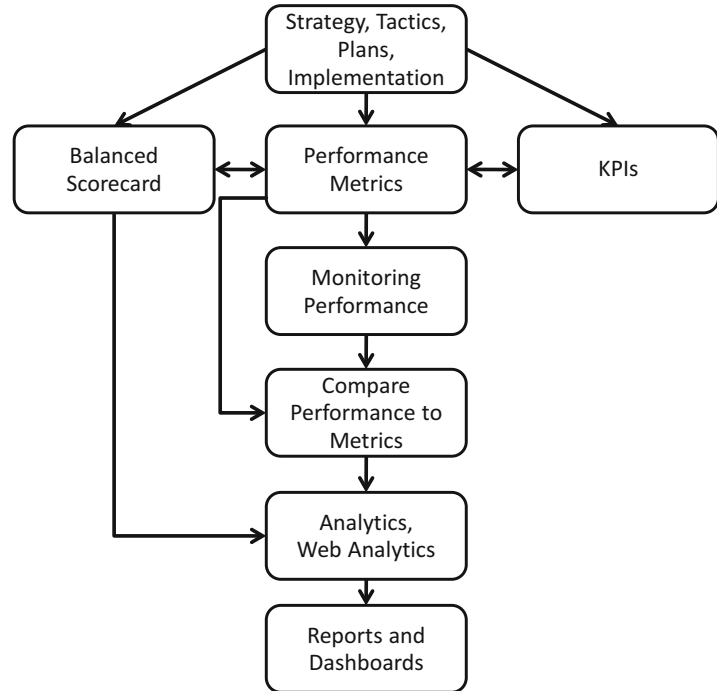 Strategy, Tactics,
Plans,
Implementation
Balanced
Scorecard
Performance
Metrics
KPIs
Monitoring
Performance
Compare
Performance to
Metrics
Analytics,
Web Analytics
Reports and
Dashboards